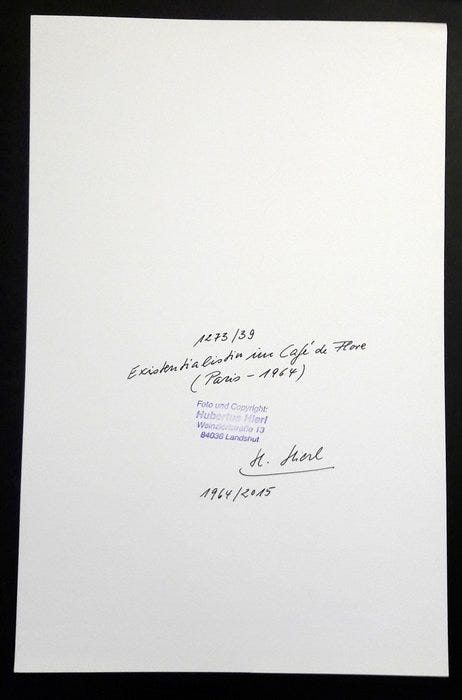 1273/39
Existentialistin im Café de Flore
(Paris - 1964)
Foto und Copyright:
Hubertus Hierl
Weinzierlstraße 13
84036 Landshut
H. Hierl
1964/2015